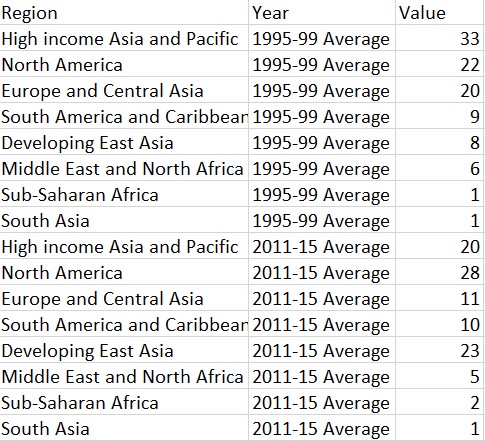 Region Year Value
High income Asia and Pacific 1995-99 Average 33
North America 1995-99 Average 22
Europe and Central Asia 1995-99 Average 20
South America and Caribbean 1995-99 Average 9
Developing East Asia 1995-99 Average 8
Middle East and North Africa 1995-99 Average 6
Sub-Saharan Africa 1995-99 Average 1
South Asia 1995-99 Average 1
High income Asia and Pacific 2011-15 Average 20
North America 2011-15 Average 28
Europe and Central Asia 2011-15 Average 11
South America and Caribbean 2011-15 Average 10
Developing East Asia 2011-15 Average 23
Middle East and North Africa 2011-15 Average 5
Sub-Saharan Africa 2011-15 Average 2
South Asia 2011-15 Average 1